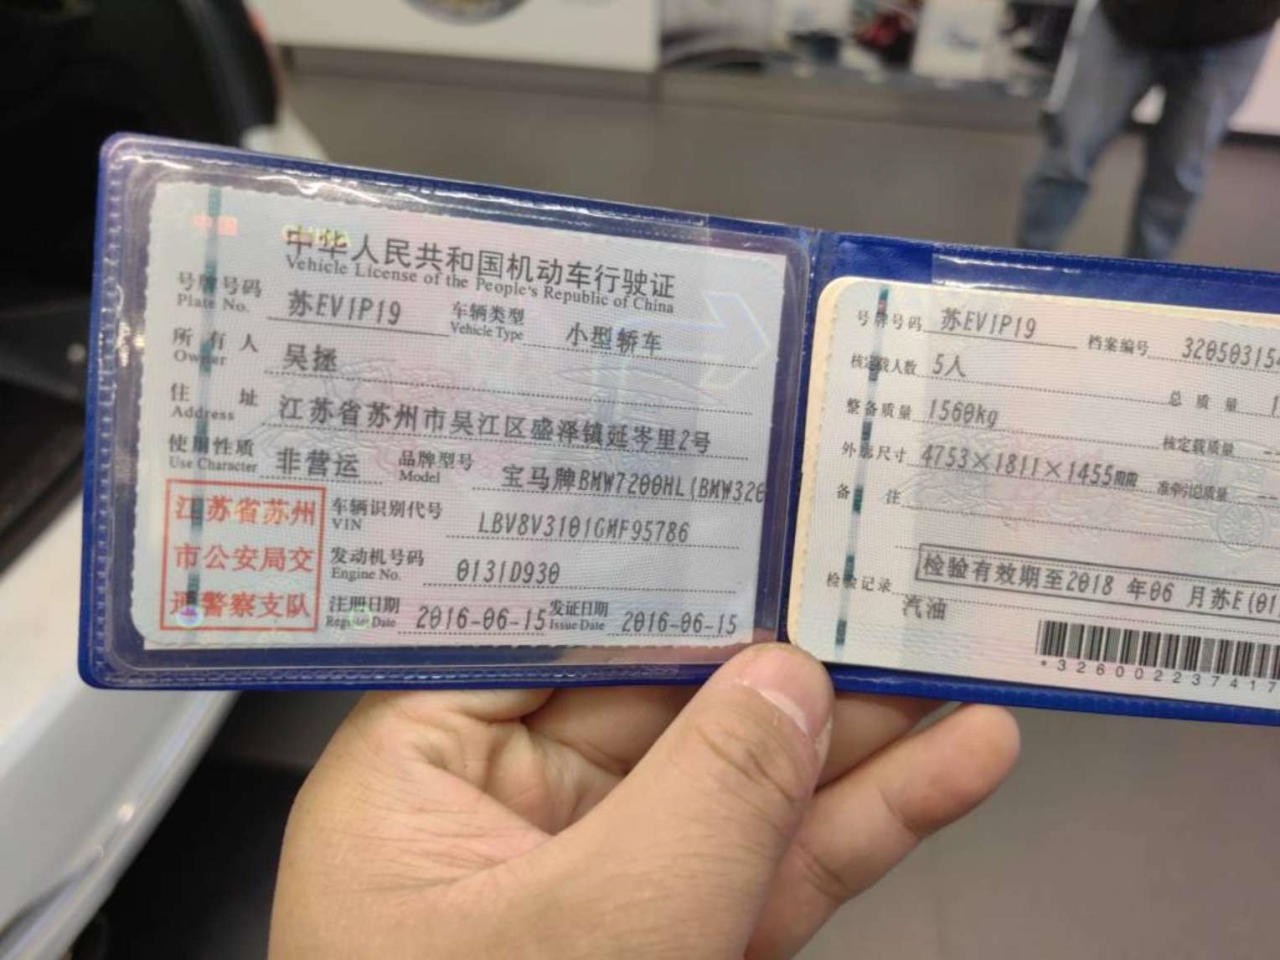 中国 CHINA
中华人民共和国机动车行驶证
Vehicle License of the People's Republic of China
号牌号码 苏EV1P19 车辆类型 小型轿车
Plate No. Vehicle Type
所有人 吴拯
Owner
住址 江苏省苏州市吴江区盛泽镇延岑里2号
Address
使用性质 非营运 品牌型号 宝马牌BMW7200HL(BMW320
Use Character Model
江苏省苏州
市公安局交
巡警察支队
车辆识别代号 LBV8V3101GMF95786
VIN
发动机号码 0131D930
Engine No.
注册日期 2016-06-15 发证日期 2016-06-15
Register Date Issue Date
号牌号码 苏EV1P19 档案编号 32050315
核定载人数 5人 总质量
整备质量 1560kg 核定载质量 --
外廓尺寸 4753×1811×1455mm 准牵引总质量 --
备注
检验记录 检验有效期至2018 年06 月苏E(01
汽油
*326002237417